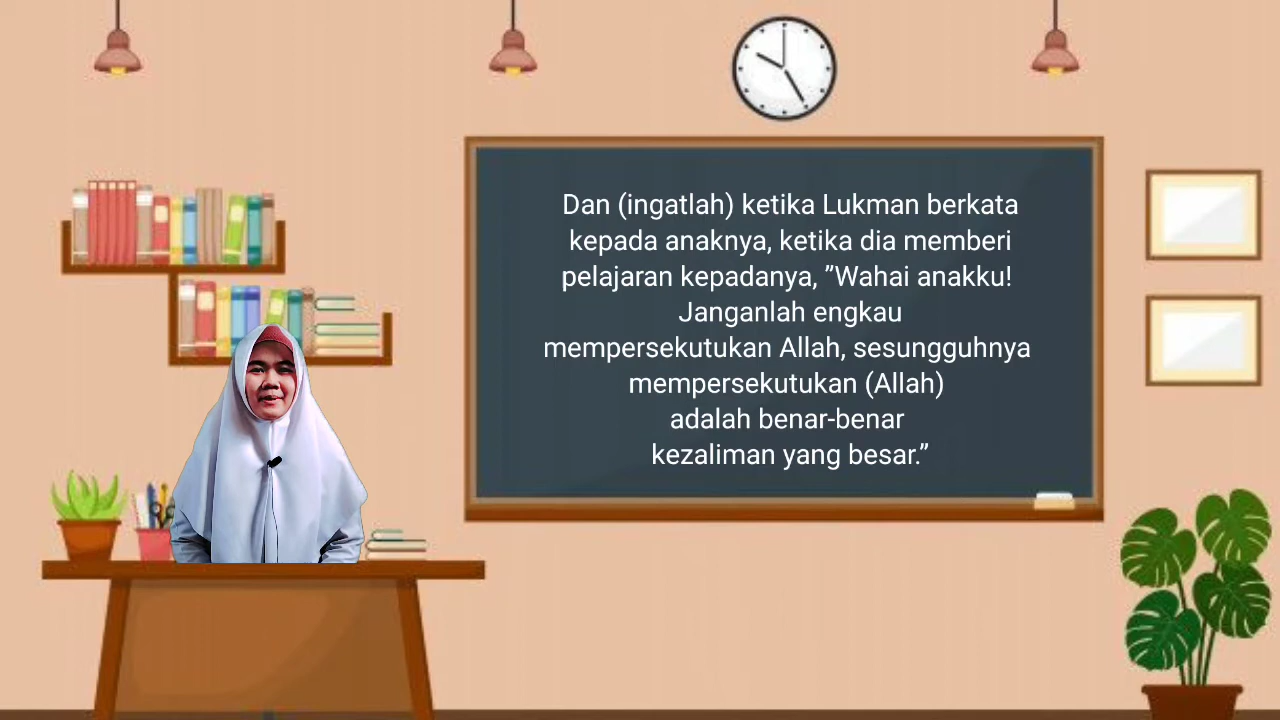 Dan (ingatlah) ketika Lukman berkata
kepada anaknya, ketika dia memberi
pelajaran kepadanya, ”Wahai anakku!
Janganlah engkau
mempersekutukan Allah, sesungguhnya
mempersekutukan (Allah)
adalah benar-benar
kezaliman yang besar.”